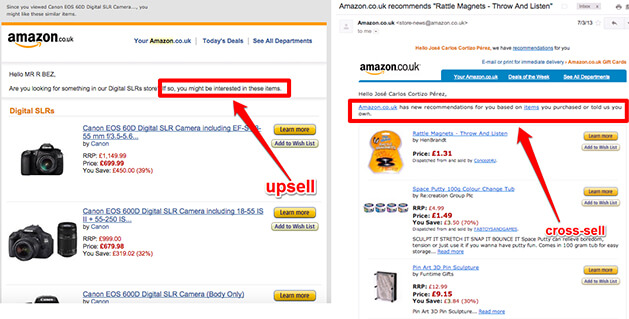 Since you viewed Canon EOS 60D Digital SLR Camera..., you
might like these similar items.
amazon.co.uk
Your Amazon.co.uk | Today's Deals | See All Departments
Hello MR R BEZ,
Are you looking for something in our Digital SLRs store? If so, you might be interested in these items.
Digital SLRs
Canon EOS 60D Digital SLR Camera including EF-S 18-
55 mm f/3.5-5.6...
by Canon
RRP: £1,149.99
Price: £699.99
You Save: £450.00 (39%)
Learn more
Add to Wish List
upsell
Canon EOS 600D Digital SLR Camera including 18-55 IS
II + 55-250 IS...
by Canon
RRP: £999.00
Price: £679.98
You Save: £319.02 (32%)
Learn more
Add to Wish List
Canon EOS 600D Digital SLR Camera (Body Only)
by Canon
Learn more
Amazon.co.uk recommends "Rattle Magnets - Throw And Listen"
Inbox x
Amazon.co.uk <store-news@amazon.co.uk>
to me
7/3/13
Hello José Carlos Cortizo Pérez, we have recommendations for you
E-mail or print for immediate delivery - Amazon.co.uk Gift Cards
amazon.co.uk
Your Amazon.co.uk | Deals of the Week | See All Departments
Hello José Carlos Cortizo Pérez,
Amazon.co.uk has new recommendations for you based on items you purchased or told us you
own.
Rattle Magnets - Throw And Listen
by HenBrandt
Price: £1.31
Dispatched from and sold by
Learn more
Add to Wish List
Space Putty 100g Colour Change Tub
by Re:creation Group Plc
RRP: £4.99
Price: £1.49
You Save: £3.50 (70%)
Dispatched from and sold by FABTOYSANDGAMES.
Learn more
Add to Wish List
cross-sell
SCULPT IT STRETCH IT SNAP IT BOUNCE IT Space Putty can relieve boredom,
tension or just use it if you want to have putty fun. Comes in 100 gram tub for easy
storage... Read more
Pin Art 3D Pin Sculpture
by Funtime Gifts
RRP: £12.99
Price: £9.15
You Save: £3.84 (30%)
Learn more
Add to Wish List
Pin Art 3D Pin Sculpture... Read more